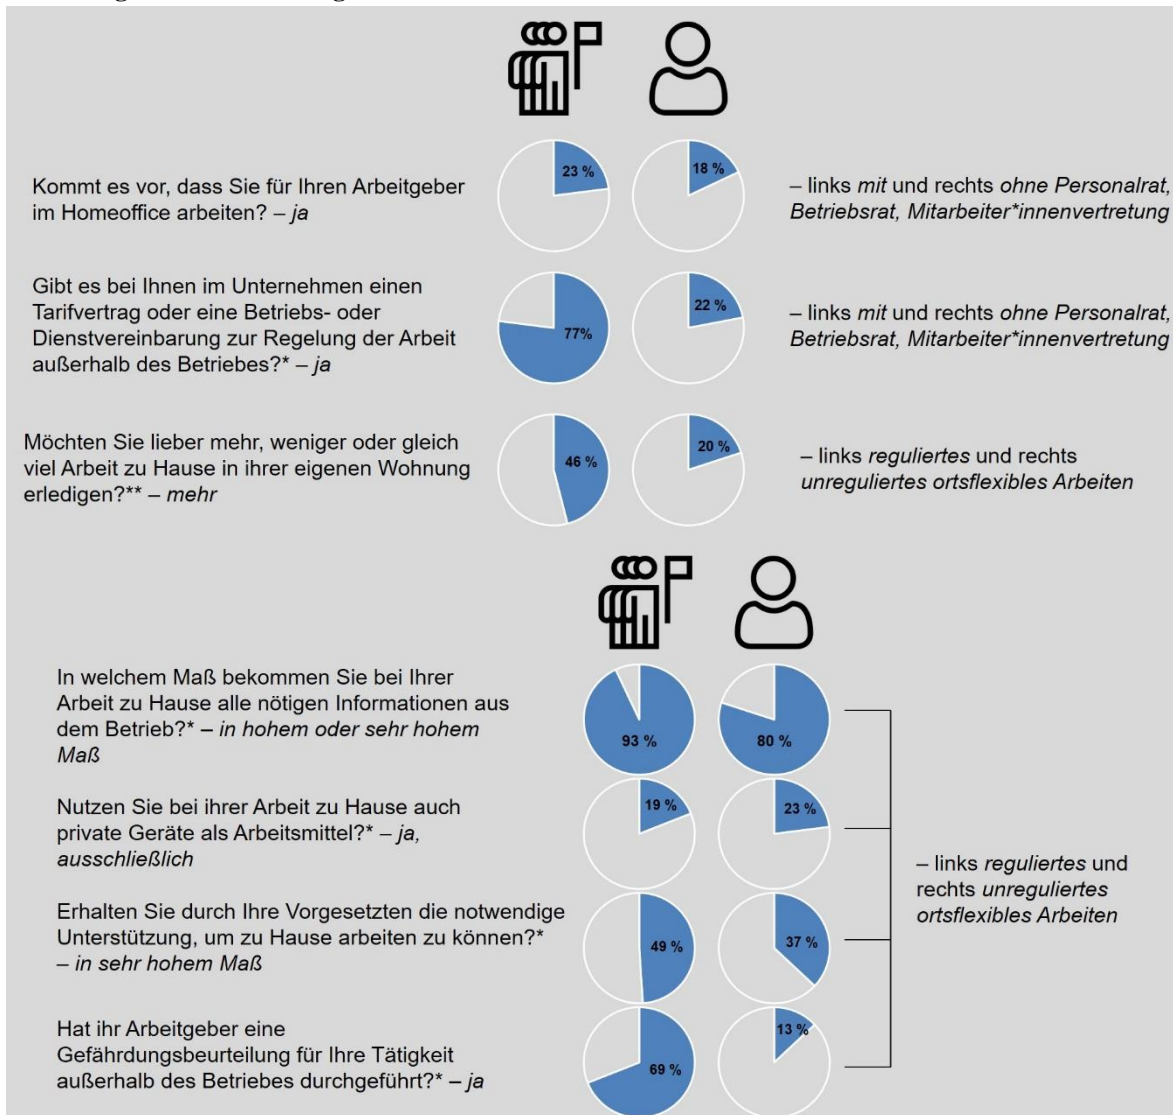 23 %
18 %
Kommt es vor, dass Sie für Ihren Arbeitgeber
im Homeoffice arbeiten? – ja
– links mit und rechts ohne Personalrat,
Betriebsrat, Mitarbeiter*innenvertretung
Gibt es bei Ihnen im Unternehmen einen
Tarifvertrag oder eine Betriebs- oder
Dienstvereinbarung zur Regelung der Arbeit
außerhalb des Betriebes?* – ja
77%
22 %
– links mit und rechts ohne Personalrat,
Betriebsrat, Mitarbeiter*innenvertretung
Möchten Sie lieber mehr, weniger oder gleich
viel Arbeit zu Hause in ihrer eigenen Wohnung
erledigen?** – mehr
46 %
20 %
– links reguliertes und rechts
unreguliertes ortsflexibles Arbeiten
In welchem Maß bekommen Sie bei Ihrer
Arbeit zu Hause alle nötigen Informationen aus
dem Betrieb?* – in hohem oder sehr hohem
Maß
93 %
80 %
Nutzen Sie bei ihrer Arbeit zu Hause auch
private Geräte als Arbeitsmittel?* – ja,
ausschließlich
19 %
23 %
– links reguliertes und
rechts unreguliertes
ortsflexibles Arbeiten
Erhalten Sie durch Ihre Vorgesetzten die notwendige
Unterstützung, um zu Hause arbeiten zu können?*
– in sehr hohem Maß
49 %
37 %
Hat ihr Arbeitgeber eine
Gefährdungsbeurteilung für Ihre Tätigkeit
außerhalb des Betriebes durchgeführt?* – ja
69 %
13 %